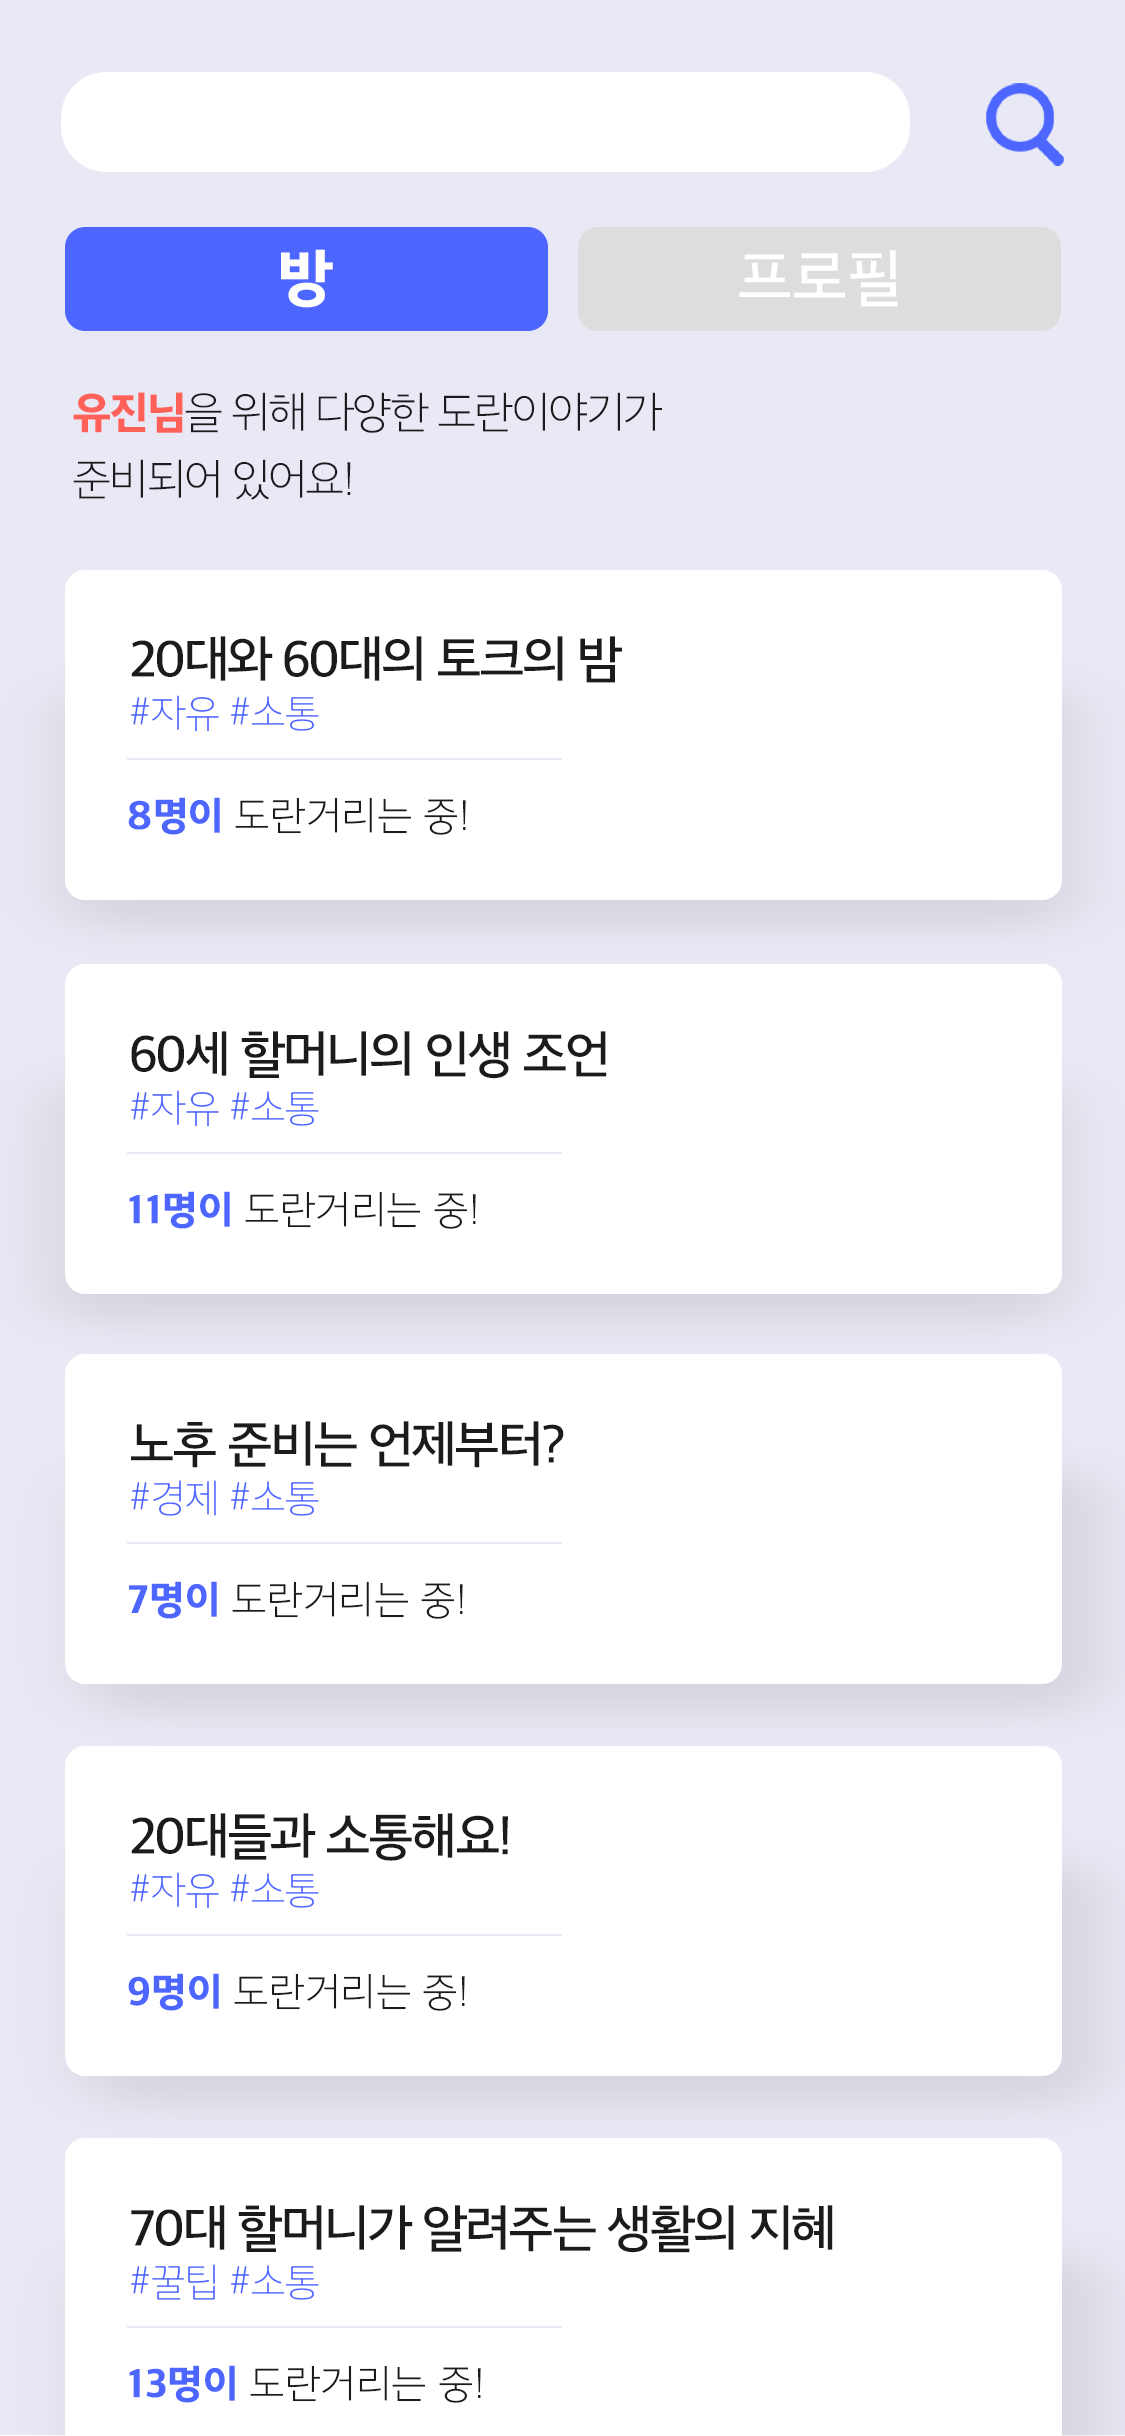 방
프로필
유진님을 위해 다양한 도란이야기가
준비되어 있어요!
20대와 60대의 토크의 밤
#자유 #소통
8명이 도란거리는 중!
60세 할머니의 인생 조언
#자유 #소통
11명이 도란거리는 중!
노후 준비는 언제부터?
#경제 #소통
7명이 도란거리는 중!
20대들과 소통해요!
#자유 #소통
9명이 도란거리는 중!
70대 할머니가 알려주는 생활의 지혜
#꿀팁 #소통
13명이 도란거리는 중!